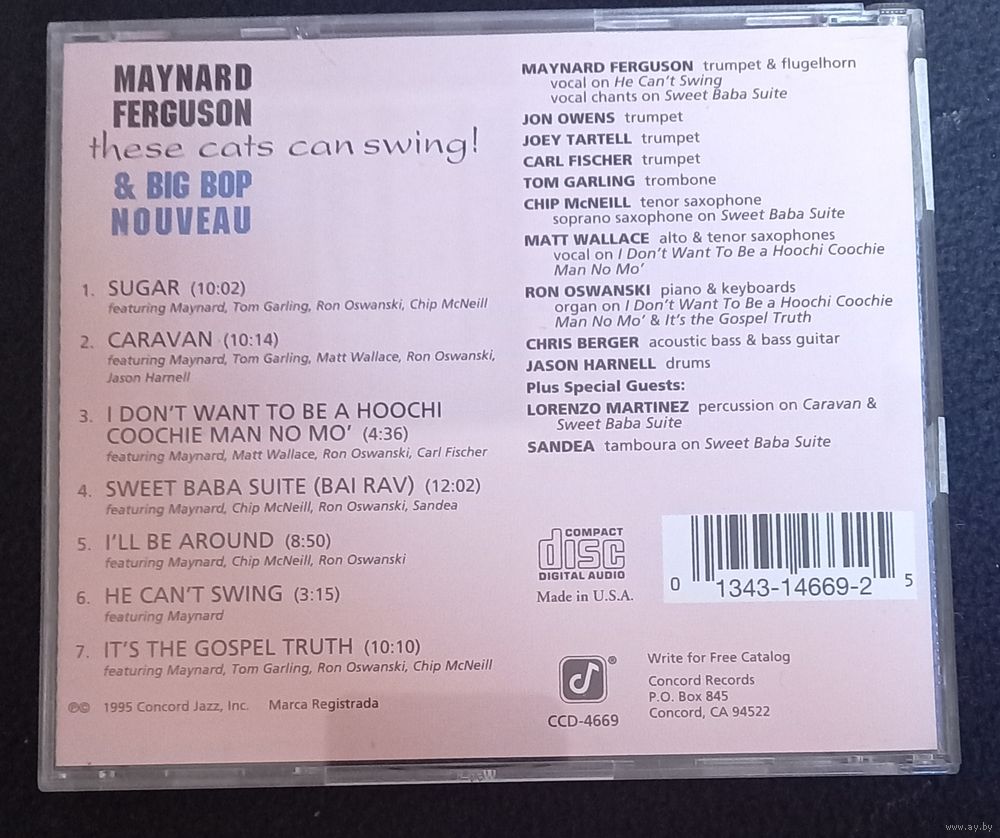 MAYNARD
FERGUSON
these cats can swing!
& BIG BOP
NOUVEAU
1. SUGAR (10:02)
featuring Maynard, Tom Garling, Ron Oswanski, Chip McNeill
2. CARAVAN (10:14)
featuring Maynard, Tom Garling, Matt Wallace, Ron Oswanski,
Jason Harnell
3. I DON'T WANT TO BE A HOOCHI
COOCHIE MAN NO MO' (4:36)
featuring Maynard, Matt Wallace, Ron Oswanski, Carl Fischer
4. SWEET BABA SUITE (BAI RAV) (12:02)
featuring Maynard, Chip McNeill, Ron Oswanski, Sandea
5. I'LL BE AROUND (8:50)
featuring Maynard, Chip McNeill, Ron Oswanski
6. HE CAN'T SWING (3:15)
featuring Maynard
7. IT'S THE GOSPEL TRUTH (10:10)
featuring Maynard, Tom Garling, Ron Oswanski, Chip McNeill
℗© 1995 Concord Jazz, Inc. Marca Registrada
MAYNARD FERGUSON trumpet & flugelhorn
vocal on He Can't Swing
vocal chants on Sweet Baba Suite
JON OWENS trumpet
JOEY TARTELL trumpet
CARL FISCHER trumpet
TOM GARLING trombone
CHIP McNEILL tenor saxophone
soprano saxophone on Sweet Baba Suite
MATT WALLACE alto & tenor saxophones
vocal on I Don't Want To Be a Hoochi Coochie
Man No Mo'
RON OSWANSKI piano & keyboards
organ on I Don't Want To Be a Hoochi Coochie
Man No Mo' & It's the Gospel Truth
CHRIS BERGER acoustic bass & bass guitar
JASON HARNELL drums
Plus Special Guests:
LORENZO MARTINEZ percussion on Caravan &
Sweet Baba Suite
SANDEA tamboura on Sweet Baba Suite
COMPACT
disc
DIGITAL AUDIO
Made in U.S.A.
0 1343-14669-2 5
®
CCD-4669
Write for Free Catalog
Concord Records
P.O. Box 845
Concord, CA 94522
www.ay.by